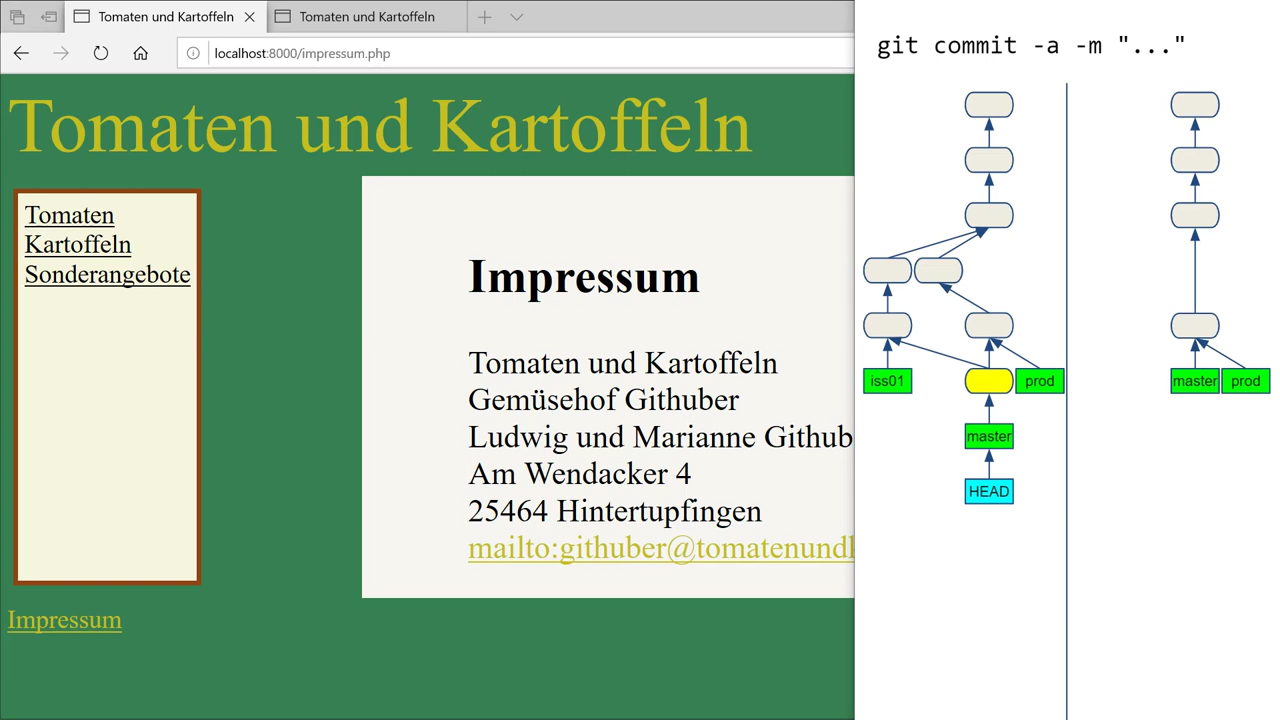 Tomaten und Kartoffeln
Tomaten und Kartoffeln
localhost:8000/impressum.php
Tomaten und Kartoffeln
Tomaten
Kartoffeln
Sonderangebote
Impressum
Impressum
Tomaten und Kartoffeln
Gemüsehof Githuber
Ludwig und Marianne Github
Am Wendacker 4
25464 Hintertupfingen
mailto:githuber@tomatenundl
git commit -a -m "..."
iss01
prod
master
HEAD
master
prod